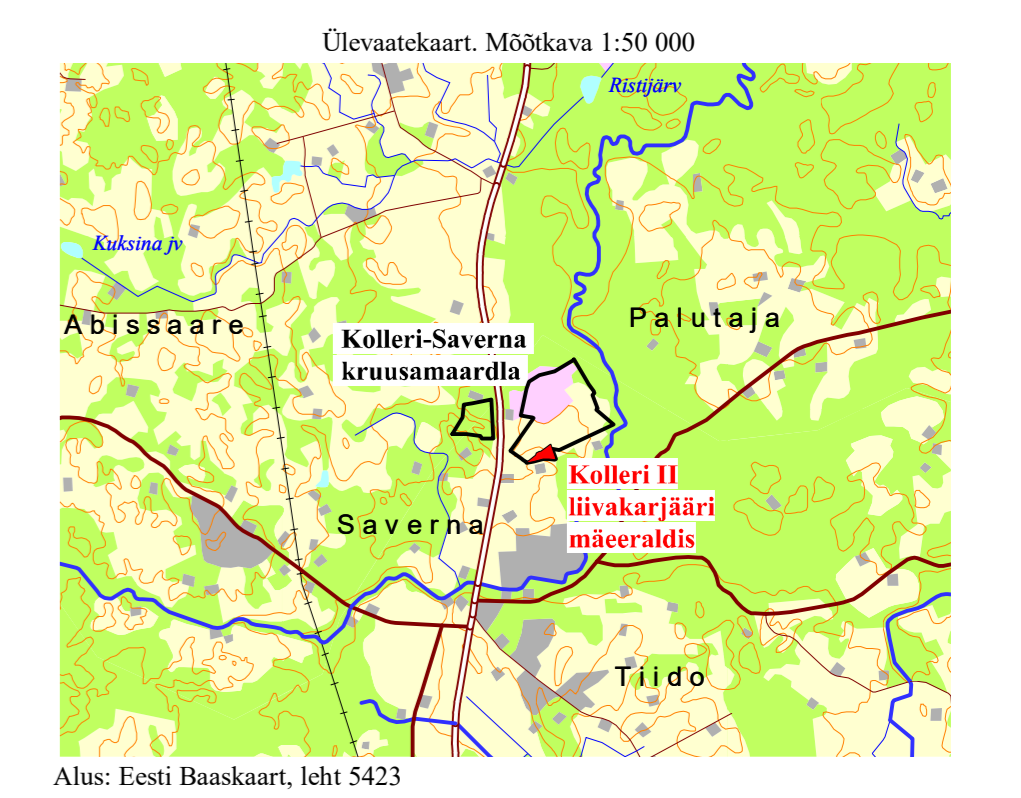 Ülevaatekaart. Mõõtkava 1:50 000
Ristijärv
Kuksina jv
Abissaare
Palutaja
Kolleri-Saverna
kruusamaardla
Kolleri II
liivakarjääri
mäeeraldis
Saverna
Tiido
Alus: Eesti Baaskaart, leht 5423